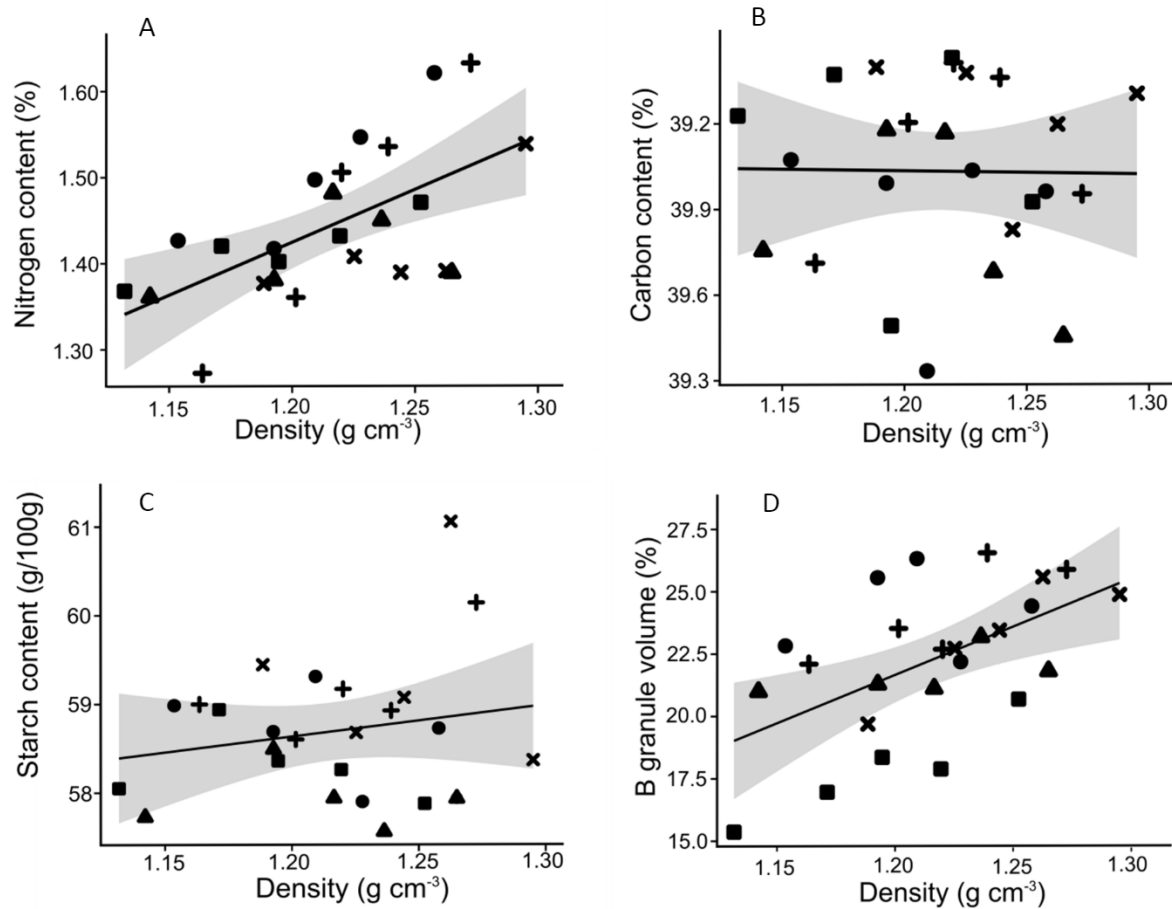 A
Nitrogen content (%)
1.60
1.50
1.40
1.30
1.15 1.20 1.25 1.30
Density (g cm-3)
B
Carbon content (%)
39.2
39.9
39.6
39.3
1.15 1.20 1.25 1.30
Density (g cm-3)
C
Starch content (g/100g)
61
60
59
58
1.15 1.20 1.25 1.30
Density (g cm-3)
D
B granule volume (%)
27.5
25.0
22.5
20.0
17.5
15.0
1.15 1.20 1.25 1.30
Density (g cm-3)